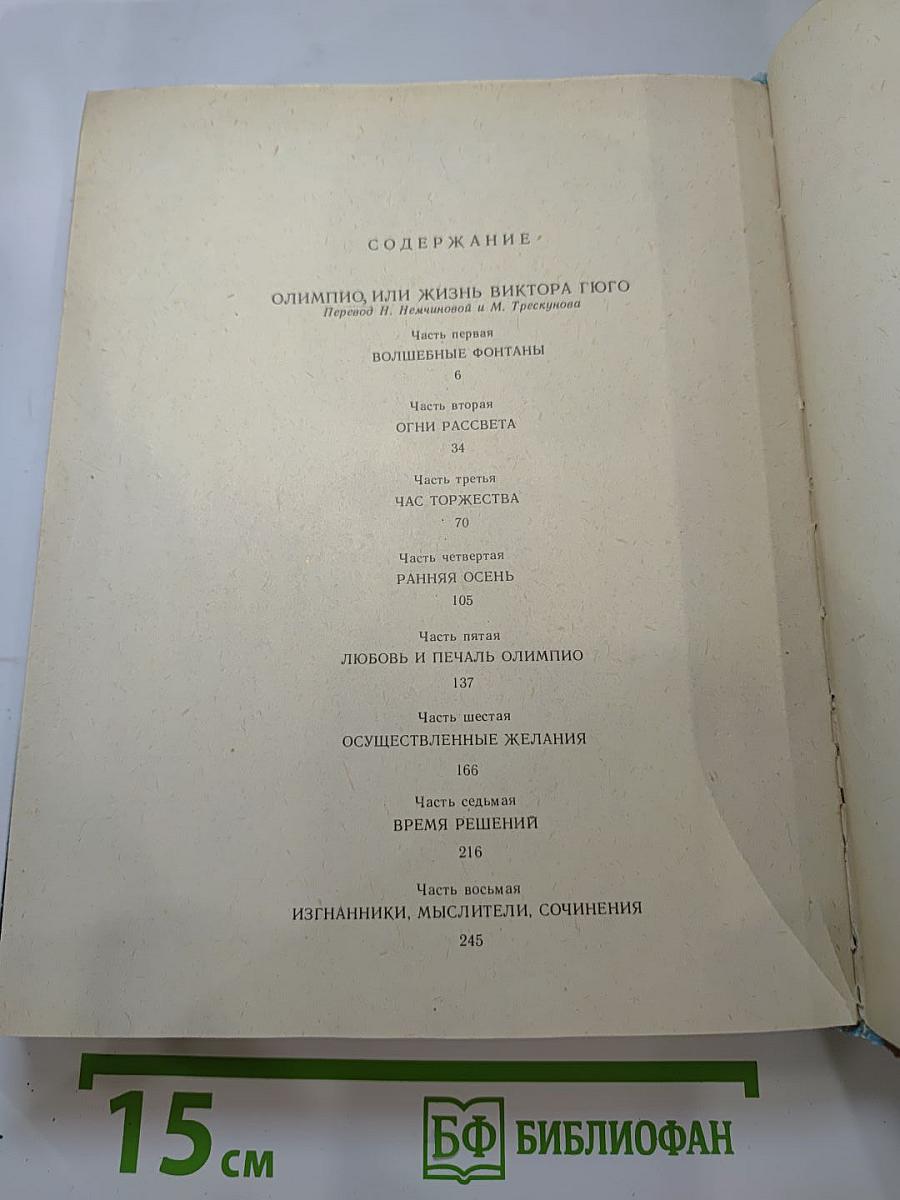 СОДЕРЖАНИЕ
ОЛИМПИО, ИЛИ ЖИЗНЬ ВИКТОРА ГЮГО
Перевод Н. Немчиновой и М. Трескунова
Часть первая
ВОЛШЕБНЫЕ ФОНТАНЫ
6
Часть вторая
ОГНИ РАССВЕТА
34
Часть третья
ЧАС ТОРЖЕСТВА
70
Часть четвертая
РАННЯЯ ОСЕНЬ
105
Часть пятая
ЛЮБОВЬ И ПЕЧАЛЬ ОЛИМПИО
137
Часть шестая
ОСУЩЕСТВЛЕННЫЕ ЖЕЛАНИЯ
166
Часть седьмая
ВРЕМЯ РЕШЕНИЙ
216
Часть восьмая
ИЗГНАННИКИ, МЫСЛИТЕЛИ, СОЧИНЕНИЯ
245
15 см
БФ БИБЛИОФАН